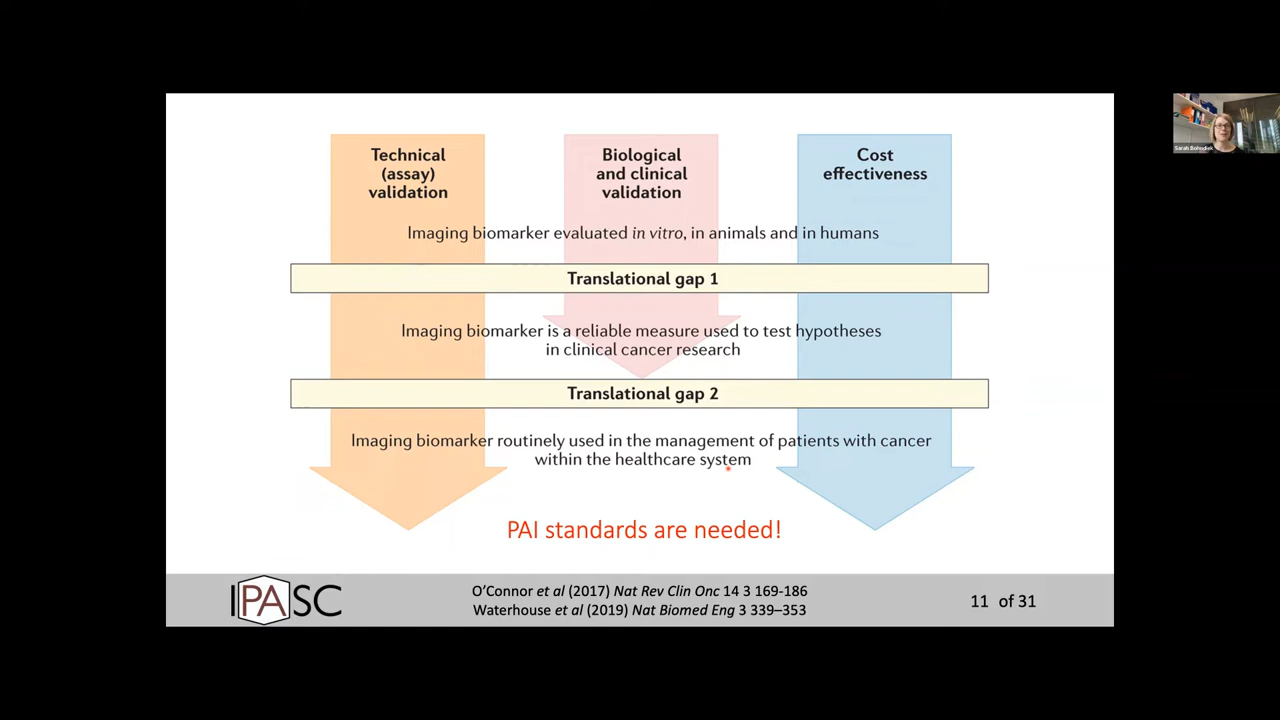 Technical
(assay)
validation
Biological
and clinical
validation
Cost
effectiveness
Imaging biomarker evaluated in vitro, in animals and in humans
Translational gap 1
Imaging biomarker is a reliable measure used to test hypotheses
in clinical cancer research
Translational gap 2
Imaging biomarker routinely used in the management of patients with cancer
within the healthcare system
PAI standards are needed!
IPASC
O'Connor et al (2017) Nat Rev Clin Onc 14 3 169-186
Waterhouse et al (2019) Nat Biomed Eng 3 339–353
11 of 31
Sarah Bohndiek